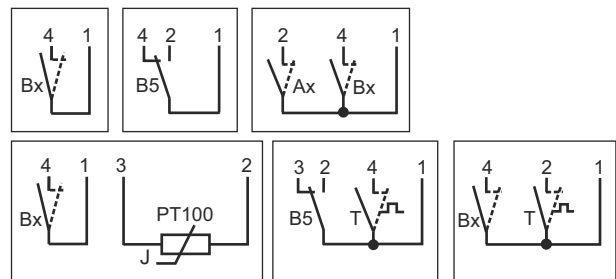 4 1
Bx
4 2 1
B5
2 4 1
Ax Bx
4 1 3 2
PT100
Bx
J
3 2 4 1
B5 T
4 2 1
Bx T